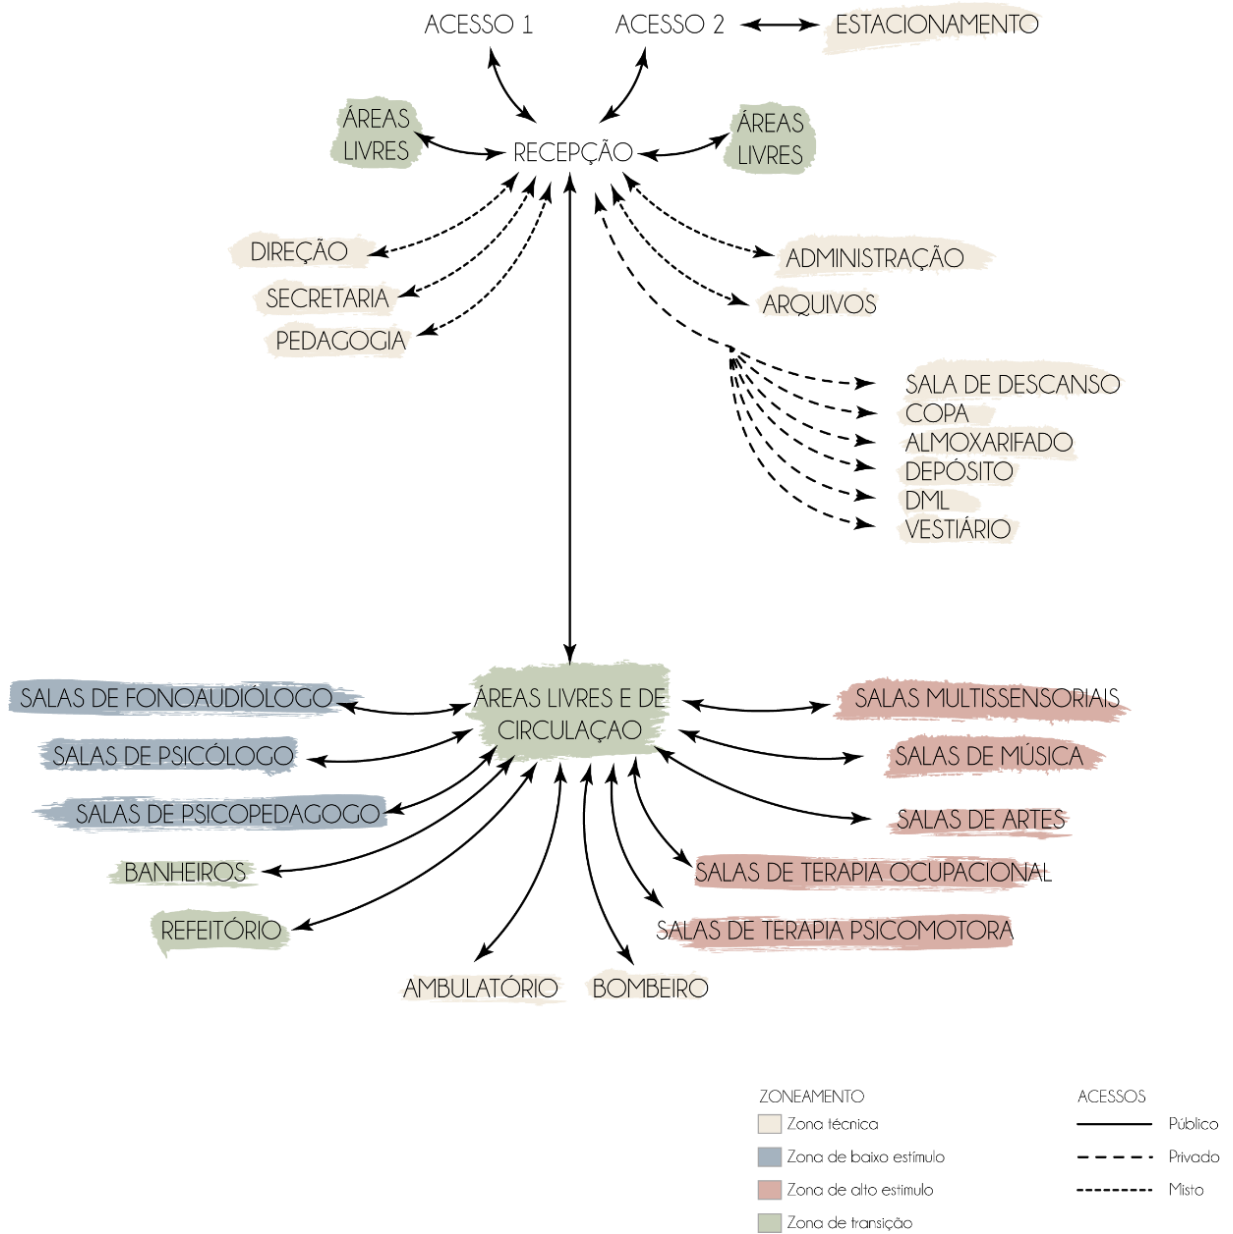 ACESSO 1
ACESSO 2
ESTACIONAMENTO
ÁREAS
LIVRES
RECEPÇÃO
ÁREAS
LIVRES
DIREÇÃO
SECRETARIA
PEDAGOGIA
ADMINISTRAÇÃO
ARQUIVOS
SALA DE DESCANSO
COPA
ALMOXARIFADO
DEPÓSITO
DML
VESTIÁRIO
ÁREAS LIVRES E DE
CIRCULAÇAO
SALAS DE FONOAUDIÓLOGO
SALAS DE PSICÓLOGO
SALAS DE PSICOPEDAGOGO
BANHEIROS
REFEITÓRIO
AMBULATÓRIO
BOMBEIRO
SALAS MULTISSENSORIAIS
SALAS DE MÚSICA
SALAS DE ARTES
SALAS DE TERAPIA OCUPACIONAL
SALAS DE TERAPIA PSICOMOTORA
ZONEAMENTO
Zona técnica
Zona de baixo estímulo
Zona de alto estimulo
Zona de transição
ACESSOS
Público
Privado
Misto